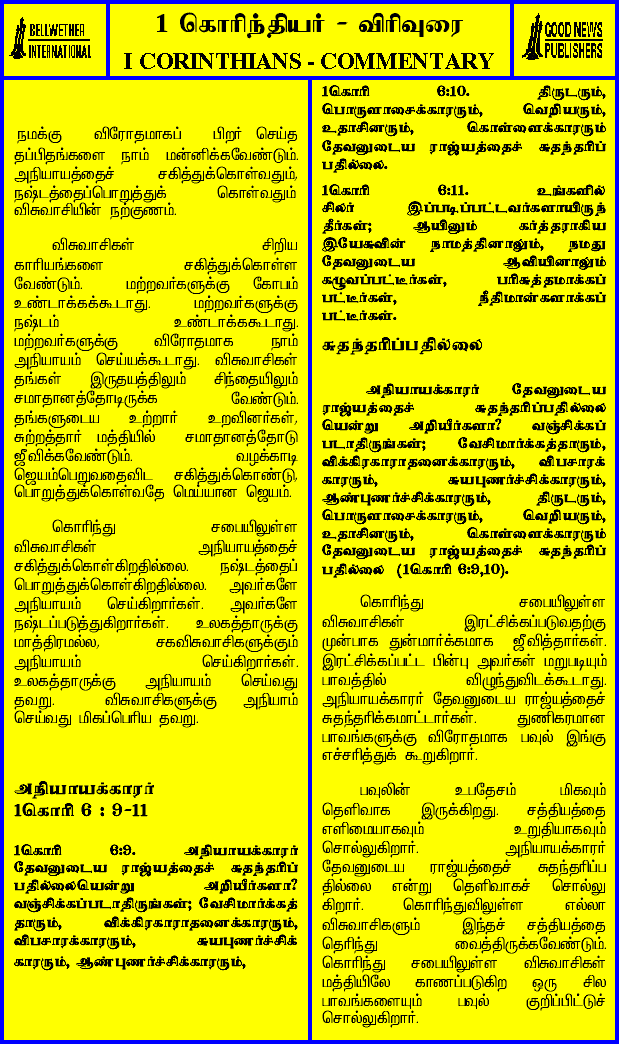 BELLWETHER
INTERNATIONAL
1 கொரிந்தியர் - விரிவுரை
I CORINTHIANS - COMMENTARY
GOOD NEWS
PUBLISHERS
நமக்கு விரோதமாகப் பிறர் செய்த
தப்பிதங்களை நாம் மன்னிக்கவேண்டும்.
அநியாயத்தைச் சகித்துக்கொள்வதும்,
நஷ்டத்தைப்பொறுத்துக் கொள்வதும்
விசுவாசியின் நற்குணம்.
விசுவாசிகள் சிறிய
காரியங்களை சகித்துக்கொள்ள
வேண்டும். மற்றவர்களுக்கு கோபம்
உண்டாக்கக்கூடாது. மற்றவர்களுக்கு
நஷ்டம் உண்டாக்ககூடாது.
மற்றவர்களுக்கு விரோதமாக நாம்
அநியாயம் செய்யக்கூடாது. விசுவாசிகள்
தங்கள் இருதயத்திலும் சிந்தையிலும்
சமாதானத்தோடிருக்க வேண்டும்.
தங்களுடைய உற்றார் உறவினர்கள்,
சுற்றத்தார் மத்தியில் சமாதானத்தோடு
ஜீவிக்கவேண்டும். வழக்காடி
ஜெயம்பெறுவதைவிட சகித்துக்கொண்டு,
பொறுத்துக்கொள்வதே மெய்யான ஜெயம்.
கொரிந்து சபையிலுள்ள
விசுவாசிகள் அநியாயத்தைச்
சகித்துக்கொள்கிறதில்லை. நஷ்டத்தைப்
பொறுத்துக்கொள்கிறதில்லை. அவர்களே
அநியாயம் செய்கிறார்கள். அவர்களே
நஷ்டப்படுத்துகிறார்கள். உலகத்தாருக்கு
மாத்திரமல்ல, சகவிசுவாசிகளுக்கும்
அநியாயம் செய்கிறார்கள்.
உலகத்தாருக்கு அநியாயம் செய்வது
தவறு. விசுவாசிகளுக்கு அநியாம்
செய்வது மிகப்பெரிய தவறு.
அநியாயக்காரர்
1கொரி 6 : 9-11
1கொரி 6:9. அநியாயக்காரர்
தேவனுடைய ராஜ்யத்தைச் சுதந்தரிப்
பதில்லையென்று அறியீர்களா?
வஞ்சிக்கப்படாதிருங்கள்; வேசிமார்க்கத்
தாரும், விக்கிரகாராதனைக்காரரும்,
விபசாரக்காரரும், சுயபுணர்ச்சிக்
காரரும், ஆண்புணர்ச்சிக்காரரும்,
1கொரி 6:10. திருடரும்,
பொருளாசைக்காரரும், வெறியரும்,
உதாசினரும், கொள்ளைக்காரரும்
தேவனுடைய ராஜ்யத்தைச் சுதந்தரிப்
பதில்லை.
1கொரி 6:11. உங்களில்
சிலர் இப்படிப்பட்டவர்களாயிருந்
தீர்கள்; ஆயினும் கர்த்தராகிய
இயேசுவின் நாமத்தினாலும், நமது
தேவனுடைய ஆவியினாலும்
கழுவப்பட்டீர்கள், பரிசுத்தமாக்கப்
பட்டீர்கள், நீதிமான்களாக்கப்
பட்டீர்கள்.
சுதந்தரிப்பதில்லை
அநியாயக்காரர் தேவனுடைய
ராஜ்யத்தைச் சுதந்தரிப்பதில்லை
யென்று அறியீர்களா? வஞ்சிக்கப்
படாதிருங்கள்; வேசிமார்க்கத்தாரும்,
விக்கிரகாராதனைக்காரரும், விபசாரக்
காரரும், சுயபுணர்ச்சிக்காரரும்,
ஆண்புணர்ச்சிக்காரரும், திருடரும்,
பொருளாசைக்காரரும், வெறியரும்,
உதாசினரும், கொள்ளைக்காரரும்
தேவனுடைய ராஜ்யத்தைச் சுதந்தரிப்
பதில்லை (1கொரி 6:9,10).
கொரிந்து சபையிலுள்ள
விசுவாசிகள் இரட்சிக்கப்படுவதற்கு
முன்பாக துன்மார்க்கமாக ஜீவித்தார்கள்.
இரட்சிக்கப்பட்ட பின்பு அவர்கள் மறுபடியும்
பாவத்தில் விழுந்துவிடக்கூடாது.
அநியாயக்காரர் தேவனுடைய ராஜ்யத்தைச்
சுதந்தரிக்கமாட்டார்கள். துணிகரமான
பாவங்களுக்கு விரோதமாக பவுல் இங்கு
எச்சரித்துக் கூறுகிறார்.
பவுலின் உபதேசம் மிகவும்
தெளிவாக இருக்கிறது. சத்தியத்தை
எளிமையாகவும் உறுதியாகவும்
சொல்லுகிறார். அநியாயக்காரர்
தேவனுடைய ராஜ்யத்தைச் சுதந்தரிப்ப
தில்லை என்று தெளிவாகச் சொல்லு
கிறார். கொரிந்துவிலுள்ள எல்லா
விசுவாசிகளும் இந்தச் சத்தியத்தை
தெரிந்து வைத்திருக்கவேண்டும்.
கொரிந்து சபையிலுள்ள விசுவாசிகள்
மத்தியிலே காணப்படுகிற ஒரு சில
பாவங்களையும் பவுல் குறிப்பிட்டுச்
சொல்லுகிறார்.